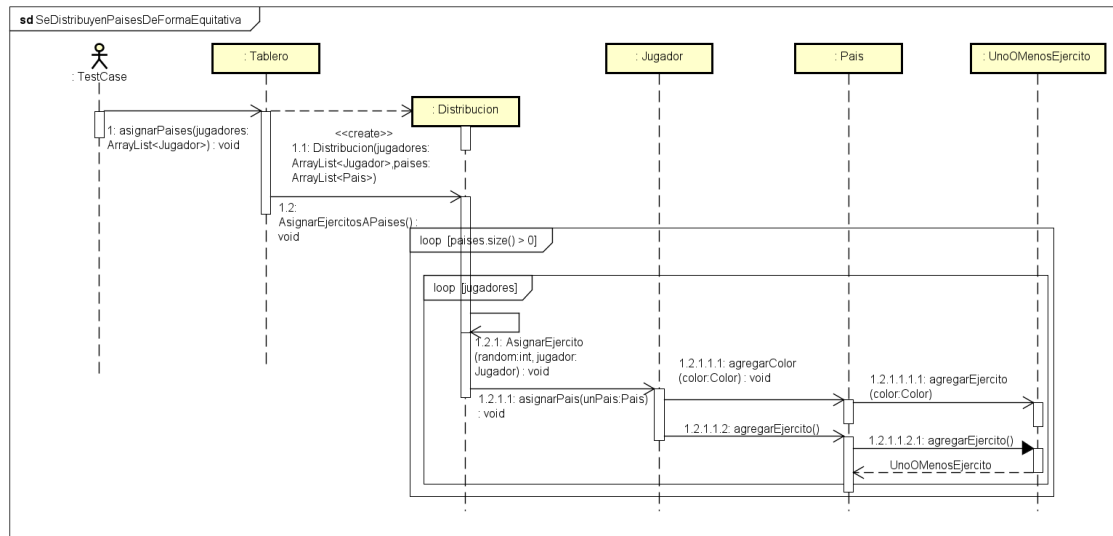 sd SeDistribuyenPaisesDeFormaEquitativa
: TestCase
: Tablero
: Jugador
: Pais
: UnoOMenosEjercito
: Distribucion
1: asignarPaises(jugadores:
ArrayList<Jugador>) : void
<<create>>
1.1: Distribucion(jugadores:
ArrayList<Jugador>,paises:
ArrayList<Pais>)
1.2:
AsignarEjercitosAPaises() :
void
loop [paises.size() > 0]
loop [jugadores]
1.2.1: AsignarEjercito
(random:int, jugador:
Jugador) : void
1.2.1.1: asignarPais(unPais:Pais)
: void
1.2.1.1.1: agregarColor
(color:Color) : void
1.2.1.1.1.1: agregarEjercito
(color:Color)
1.2.1.1.2: agregarEjercito()
1.2.1.1.2.1: agregarEjercito()
UnoOMenosEjercito